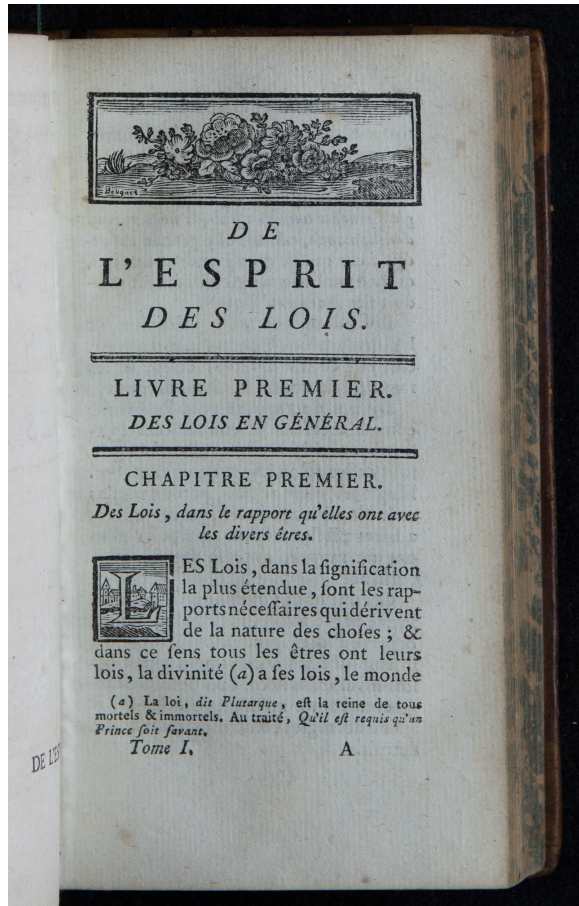 Beugnet
DE
L'ESPRIT
DES LOIS.
LIVRE PREMIER.
DES LOIS EN GÉNÉRAL.
CHAPITRE PREMIER.
Des Lois, dans le rapport qu'elles ont avec
les divers êtres.
LES Lois, dans la ſignification
la plus étendue, ſont les rap-
ports néceſſaires qui dérivent
de la nature des choſes ; &
dans ce ſens tous les êtres ont leurs
lois, la divinité (a) a ſes lois, le monde
(a) La loi, dit Plutarque, eſt la reine de tous
mortels & immortels. Au traité, Qu'il eſt requis qu'un
Prince ſoit ſavant.
Tome I. A
DE L'ES